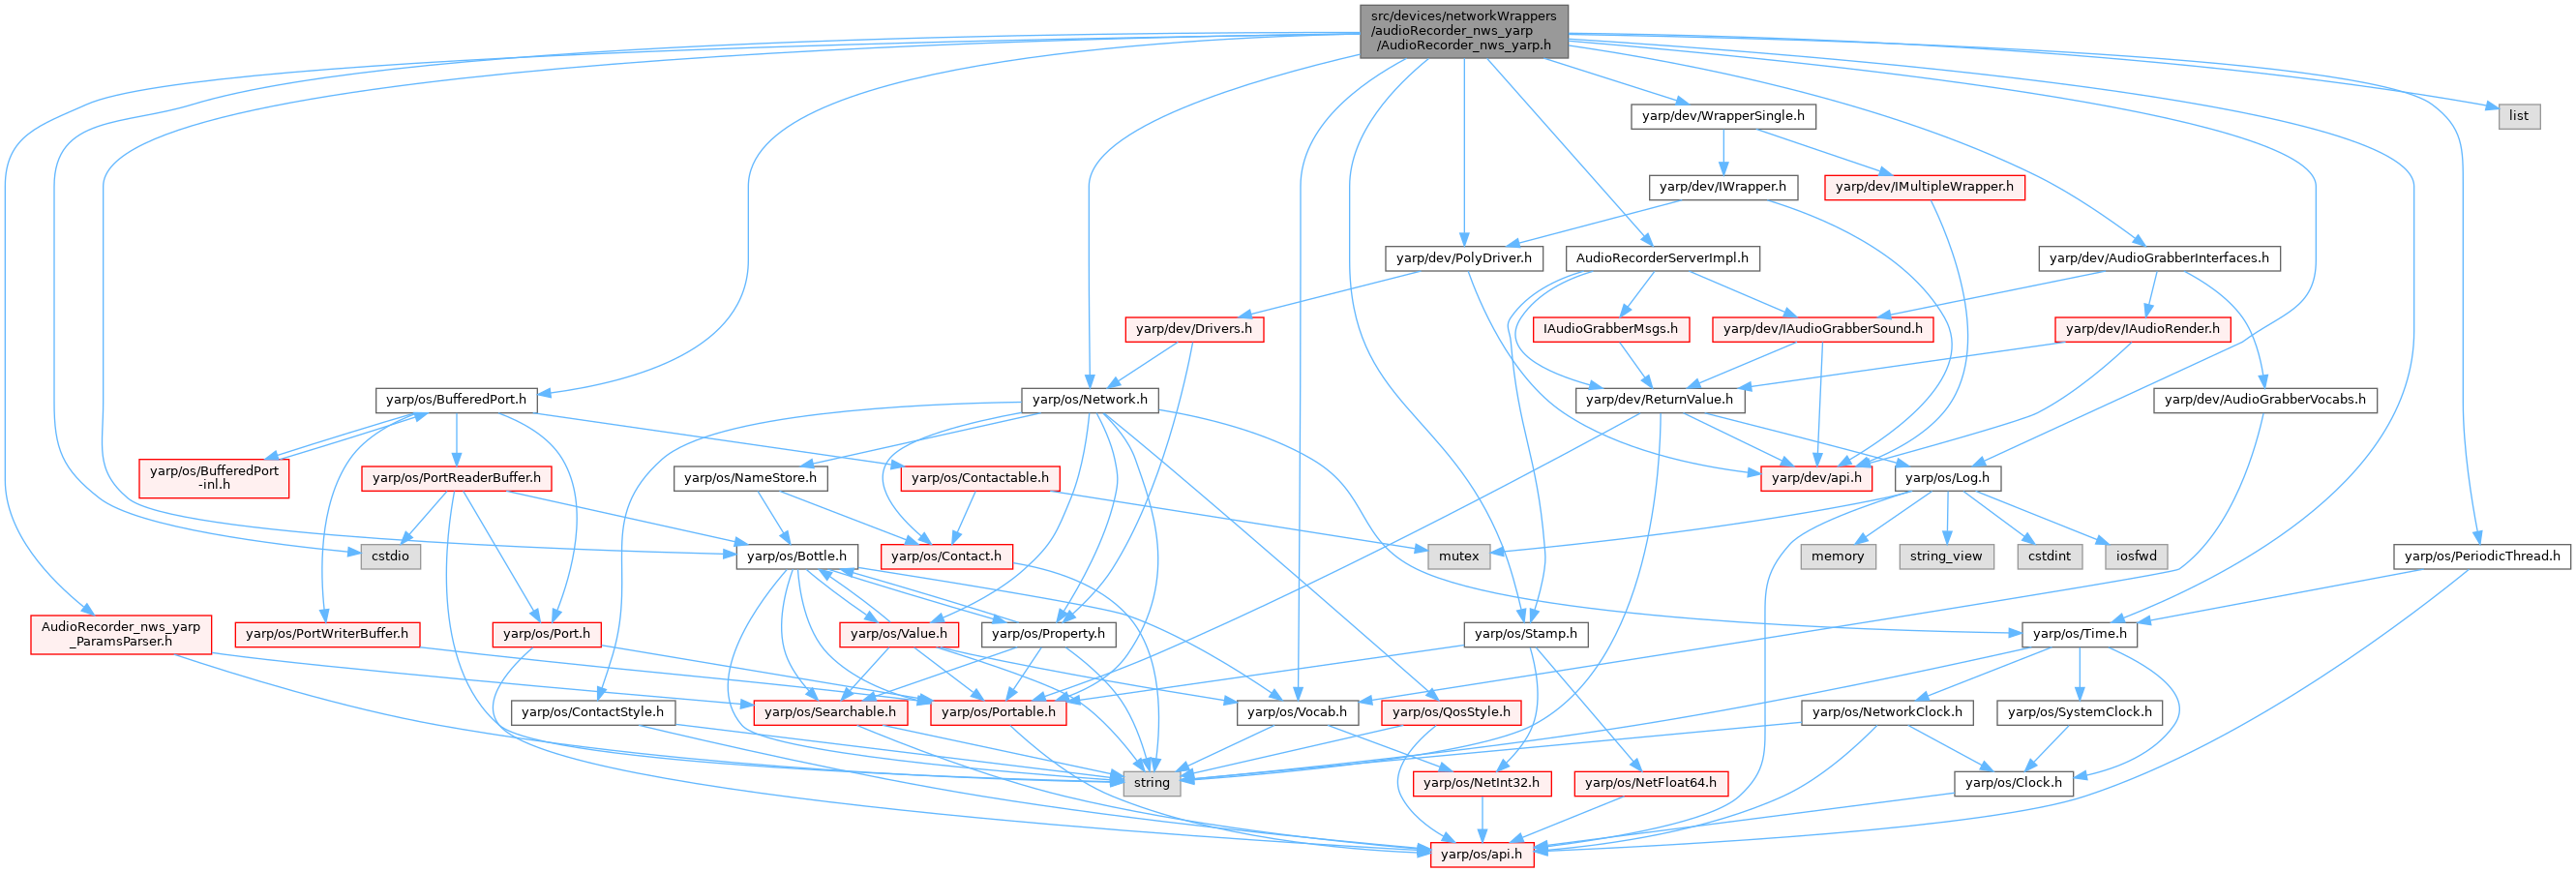 src/devices/networkWrappers
/audioRecorder_nws_yarp
/AudioRecorder_nws_yarp.h
yarp/dev/WrapperSingle.h
list
yarp/dev/IWrapper.h
yarp/dev/IMultipleWrapper.h
yarp/dev/PolyDriver.h
AudioRecorderServerImpl.h
yarp/dev/AudioGrabberInterfaces.h
yarp/dev/Drivers.h
IAudioGrabberMsgs.h
yarp/dev/IAudioGrabberSound.h
yarp/dev/IAudioRender.h
yarp/os/BufferedPort.h
yarp/os/Network.h
yarp/dev/ReturnValue.h
yarp/dev/AudioGrabberVocabs.h
yarp/os/BufferedPort
-inl.h
yarp/os/PortReaderBuffer.h
yarp/os/NameStore.h
yarp/os/Contactable.h
yarp/dev/api.h
yarp/os/Log.h
cstdio
yarp/os/Bottle.h
yarp/os/Contact.h
mutex
memory
string_view
cstdint
iosfwd
yarp/os/PeriodicThread.h
AudioRecorder_nws_yarp
_ParamsParser.h
yarp/os/PortWriterBuffer.h
yarp/os/Port.h
yarp/os/Value.h
yarp/os/Property.h
yarp/os/Stamp.h
yarp/os/Time.h
yarp/os/ContactStyle.h
yarp/os/Searchable.h
yarp/os/Portable.h
yarp/os/Vocab.h
yarp/os/QosStyle.h
yarp/os/NetworkClock.h
yarp/os/SystemClock.h
string
yarp/os/NetInt32.h
yarp/os/NetFloat64.h
yarp/os/Clock.h
yarp/os/api.h